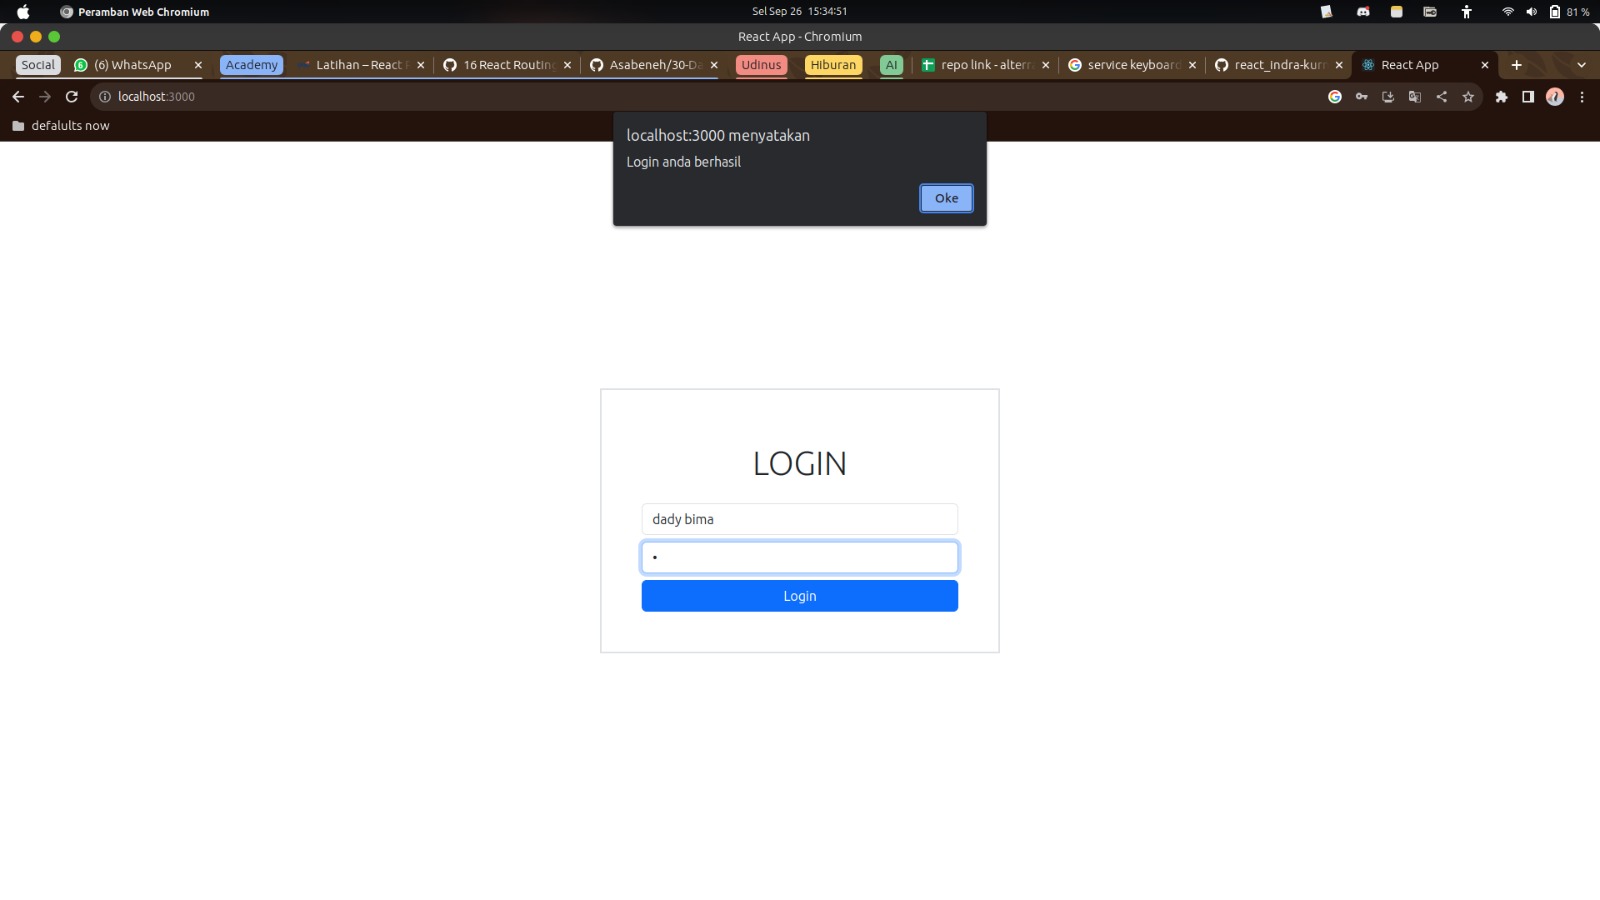 Peramban Web Chromium
Sel Sep 26 15:34:51
81 %
React App - Chromium
Social
6
(6) WhatsApp
Academy
Latihan – React
16 React Routing
Asabeneh/30-Da
Udinus
Hiburan
AI
repo link - alterr
service keyboard
react_Indra-kurn
React App
localhost:3000
defalults now
localhost:3000 menyatakan
Login anda berhasil
Oke
LOGIN
dady bima
•
Login